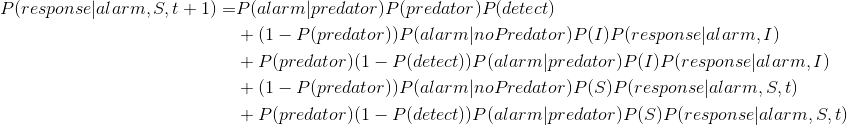 P(response|alarm, S, t + 1) = P(alarm|predator)P(predator)P(detect)
+ (1 − P(predator))P(alarm|noPredator)P(I)P(response|alarm, I)
+ P(predator)(1 − P(detect))P(alarm|predator)P(I)P(response|alarm, I)
+ (1 − P(predator))P(alarm|noPredator)P(S)P(response|alarm, S, t)
+ P(predator)(1 − P(detect))P(alarm|predator)P(S)P(response|alarm, S, t)